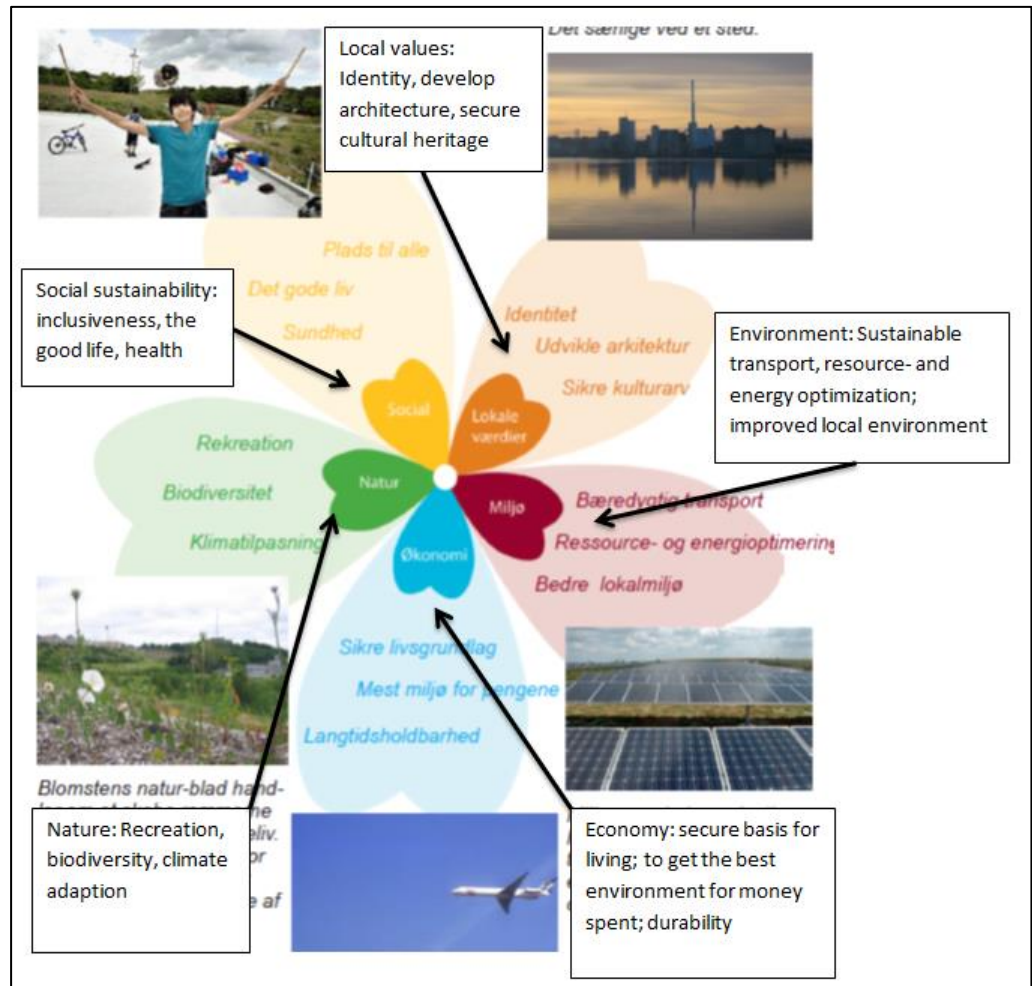 Local values:
Identity, develop
architecture, secure
cultural heritage
Det særlige ved et sted.
Social sustainability:
inclusiveness, the
good life, health
Plads til alle
Det gode liv
Sundhed
Social
Identitet
Udvikle arkitektur
Sikre kulturarv
Lokale
værdier
Environment: Sustainable
transport, resource- and
energy optimization;
improved local environment
Rekreation
Biodiversitet
Klimatilpasning
Natur
Miljø
Bæredygtig transport
Ressource- og energioptimering
Bedre lokalmiljø
Økonomi
Sikre livsgrundlag
Mest miljø for pengene
Langtidsholdbarhed
Blomstens natur-blad hand-
af
Nature: Recreation,
biodiversity, climate
adaption
Economy: secure basis for
living; to get the best
environment for money
spent; durability